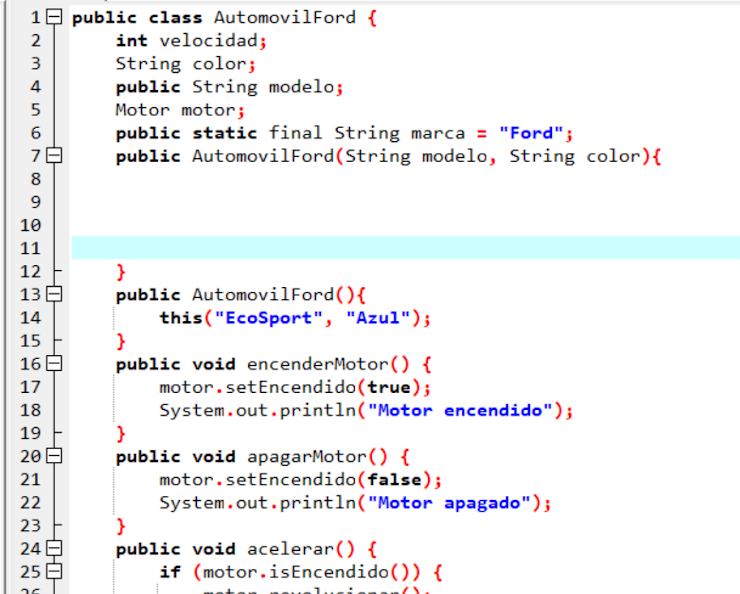 1 public class AutomovilFord {
2 int velocidad;
3 String color;
4 public String modelo;
5 Motor motor;
6 public static final String marca = "Ford";
7 public AutomovilFord(String modelo, String color){
8
9
10
11
12 }
13 public AutomovilFord(){
14 this("EcoSport", "Azul");
15 }
16 public void encenderMotor() {
17 motor.setEncendido(true);
18 System.out.println("Motor encendido");
19 }
20 public void apagarMotor() {
21 motor.setEncendido(false);
22 System.out.println("Motor apagado");
23 }
24 public void acelerar() {
25 if (motor.isEncendido()) {